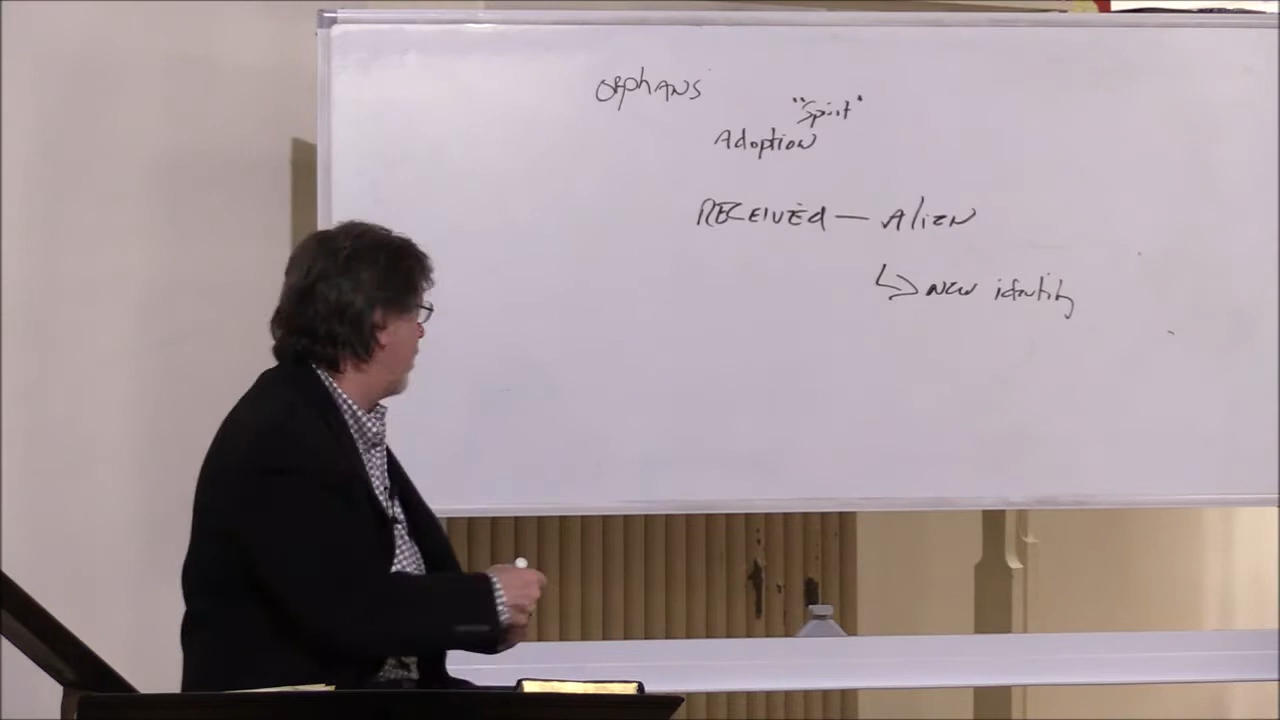 ORphANS
"Spirit"
Adoption
RECEIVEd — AliEN
↳ NEW identity